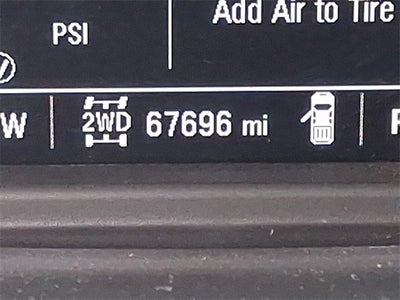 Add Air to Tire
PSI
W 2WD 67696 mi